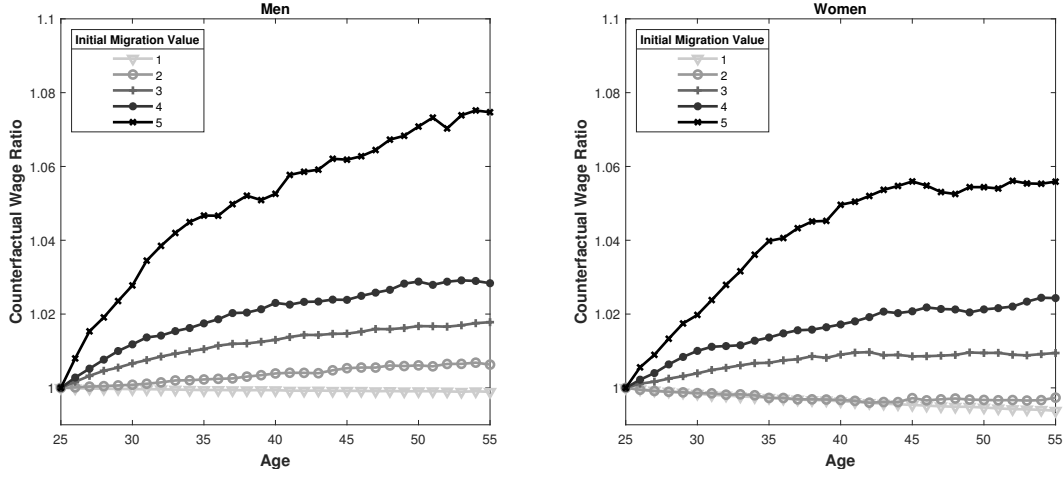 Men
Counterfactual Wage Ratio
1.1
1.08
1.06
1.04
1.02
1
Initial Migration Value
1
2
3
4
5
25 30 35 40 45 50 55
Age
Women
Counterfactual Wage Ratio
1.1
1.08
1.06
1.04
1.02
1
Initial Migration Value
1
2
3
4
5
25 30 35 40 45 50 55
Age